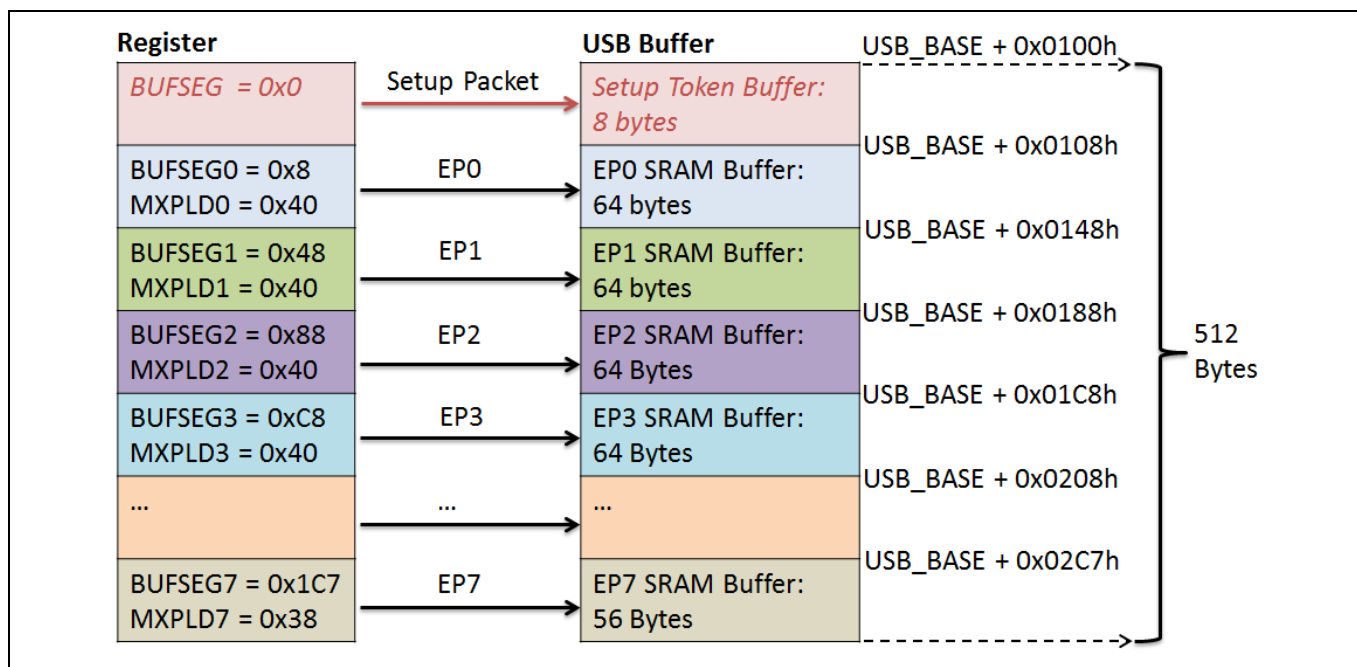 Register
USB Buffer
USB_BASE + 0x0100h
BUFSEG = 0x0
Setup Packet
Setup Token Buffer:
8 bytes
USB_BASE + 0x0108h
BUFSEG0 = 0x8
MXPLD0 = 0x40
EP0
EP0 SRAM Buffer:
64 bytes
USB_BASE + 0x0148h
BUFSEG1 = 0x48
MXPLD1 = 0x40
EP1
EP1 SRAM Buffer:
64 bytes
USB_BASE + 0x0188h
BUFSEG2 = 0x88
MXPLD2 = 0x40
EP2
EP2 SRAM Buffer:
64 Bytes
512
Bytes
USB_BASE + 0x01C8h
BUFSEG3 = 0xC8
MXPLD3 = 0x40
EP3
EP3 SRAM Buffer:
64 Bytes
USB_BASE + 0x0208h
...
...
...
USB_BASE + 0x02C7h
BUFSEG7 = 0x1C7
MXPLD7 = 0x38
EP7
EP7 SRAM Buffer:
56 Bytes